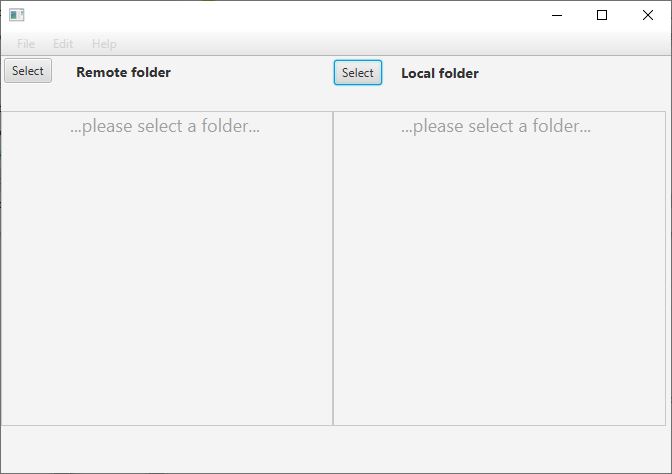 File Edit Help
Select Remote folder Select Local folder
...please select a folder... ...please select a folder...